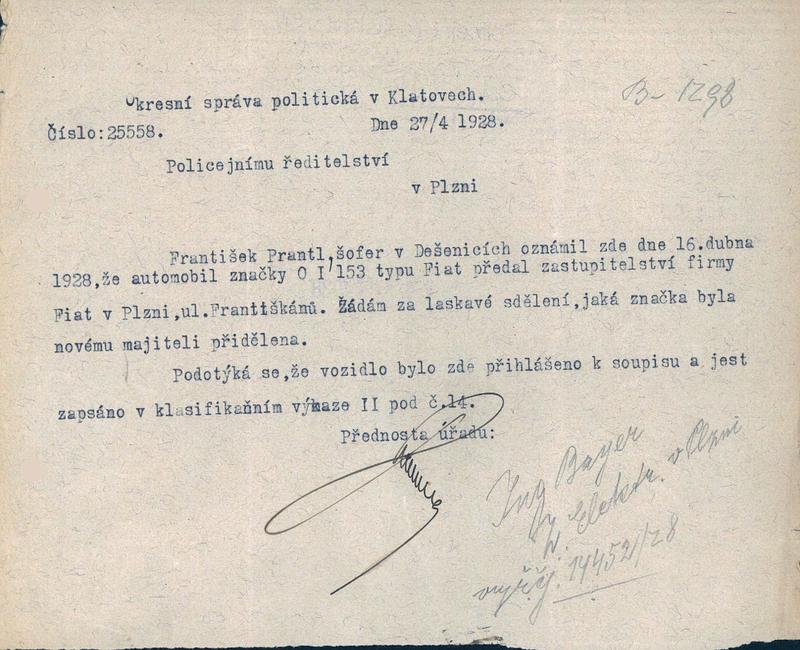 Okresní správa politická v Klatovech.
B- 1298
Číslo:25558.
Dne 27/4 1928.
Policejnímu ředitelství
v Plzni
František Prantl,šofer v Dešenicích oznámil zde dne 16.dubna
1928,že automobil značky O I/153 typu Fiat předal zastupitelství firmy
Fiat v Plzni,ul.Františkánů. Žádám za laskavé sdělení,jaká značka byla
novému majiteli přidělena.
Podotýká se,že vozidlo bylo zde přihlášeno k soupisu a jest
zapsáno v klasifikaňním výkaze II pod č.14.
Přednosta úřadu:
Ing Bayer
Elektr. v Plzni
14452/28